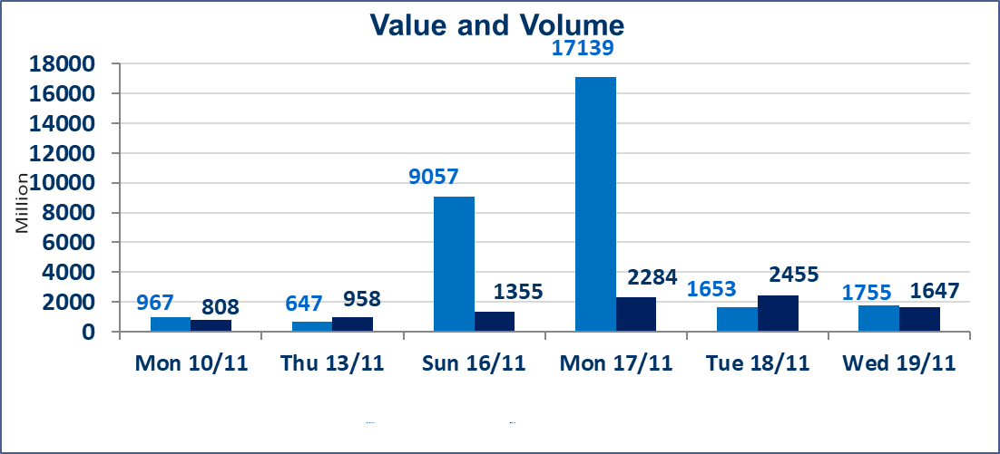 Value and Volume
17139
18000
16000
14000
12000
10000
8000
6000
4000
2000
0
Million
967
808
647
958
9057
1355
2284
1653
2455
1755
1647
Mon 10/11
Thu 13/11
Sun 16/11
Mon 17/11
Tue 18/11
Wed 19/11